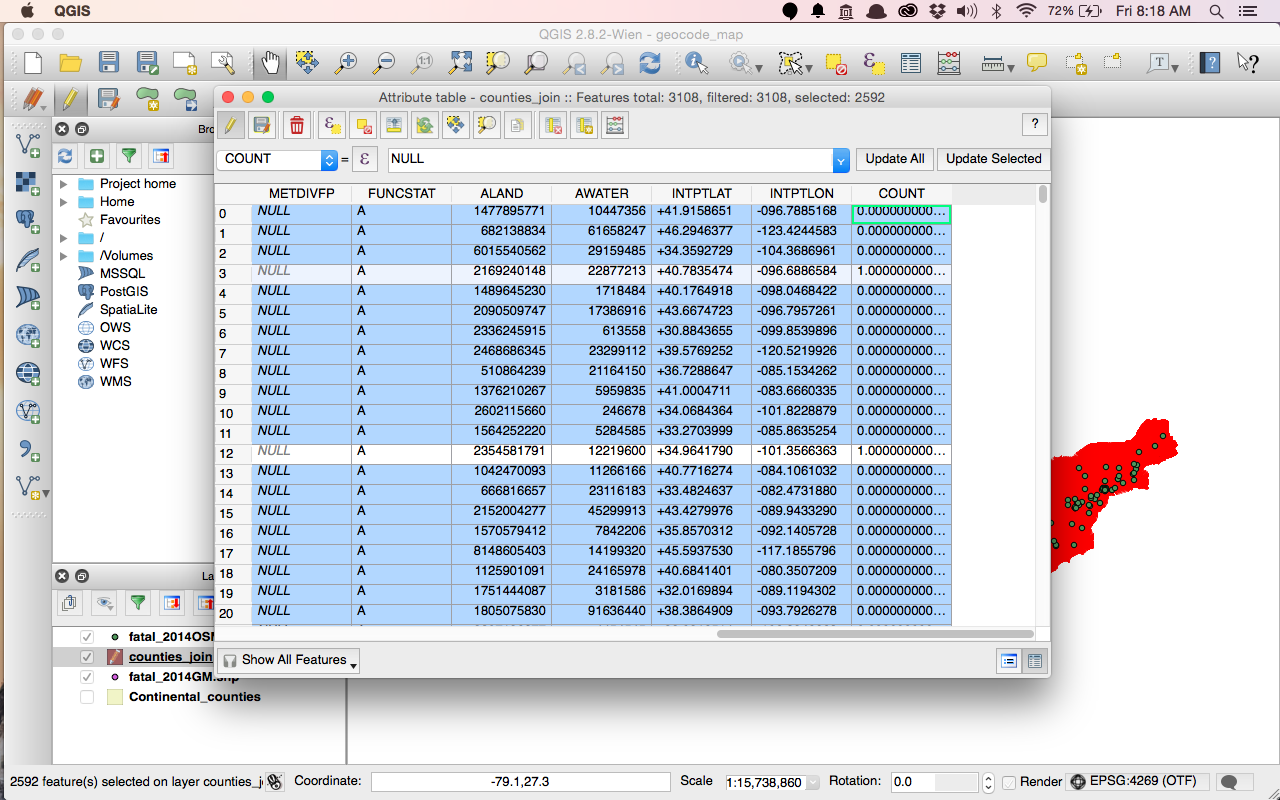 QGIS 72% Fri 8:18 AM
QGIS 2.8.2-Wien - geocode_map
Attribute table - counties_join :: Features total: 3108, filtered: 3108, selected: 2592
COUNT = ε NULL Update All Update Selected
METDIVFP FUNCSTAT ALAND AWATER INTPTLAT INTPTLON COUNT
0 NULL A 1477895771 10447356 +41.9158651 -096.7885168 0.000000000...
1 NULL A 682138834 61658247 +46.2946377 -123.4244583 0.000000000...
2 NULL A 6015540562 29159485 +34.3592729 -104.3686961 0.000000000...
3 NULL A 2169240148 22877213 +40.7835474 -096.6886584 1.000000000...
4 NULL A 1489645230 1718484 +40.1764918 -098.0468422 0.000000000...
5 NULL A 2090509747 17386916 +43.6674723 -096.7957261 0.000000000...
6 NULL A 2336245915 613558 +30.8843655 -099.8539896 0.000000000...
7 NULL A 2468686345 23299112 +39.5769252 -120.5219926 0.000000000...
8 NULL A 510864239 21164150 +36.7288647 -085.1534262 0.000000000...
9 NULL A 1376210267 5959835 +41.0004711 -083.6660335 0.000000000...
10 NULL A 2602115660 246678 +34.0684364 -101.8228879 0.000000000...
11 NULL A 1564252220 5284585 +33.2703999 -085.8635254 0.000000000...
12 NULL A 2354581791 12219600 +34.9641790 -101.3566363 1.000000000...
13 NULL A 1042470093 11266166 +40.7716274 -084.1061032 0.000000000...
14 NULL A 666816657 23116183 +33.4824637 -082.4731880 0.000000000...
15 NULL A 2152004277 45299913 +43.4279976 -089.9433290 0.000000000...
16 NULL A 1570579412 7842206 +35.8570312 -092.1405728 0.000000000...
17 NULL A 8148605403 14199320 +45.5937530 -117.1855796 0.000000000...
18 NULL A 1125901091 24165978 +40.6841401 -080.3507209 0.000000000...
19 NULL A 1751444087 3181586 +32.0169894 -089.1194302 0.000000000...
20 NULL A 1805075830 91636440 +38.3864909 -093.7926278 0.000000000...
Show All Features
Bro
Project home
Home
Favourites
/
/Volumes
MSSQL
PostGIS
SpatiaLite
OWS
WCS
WFS
WMS
La
fatal_2014OSM
counties_join
fatal_2014GM.shp
Continental_counties
2592 feature(s) selected on layer counties_j Coordinate: -79.1,27.3 Scale 1:15,738,860 Rotation: 0.0 Render EPSG:4269 (OTF)